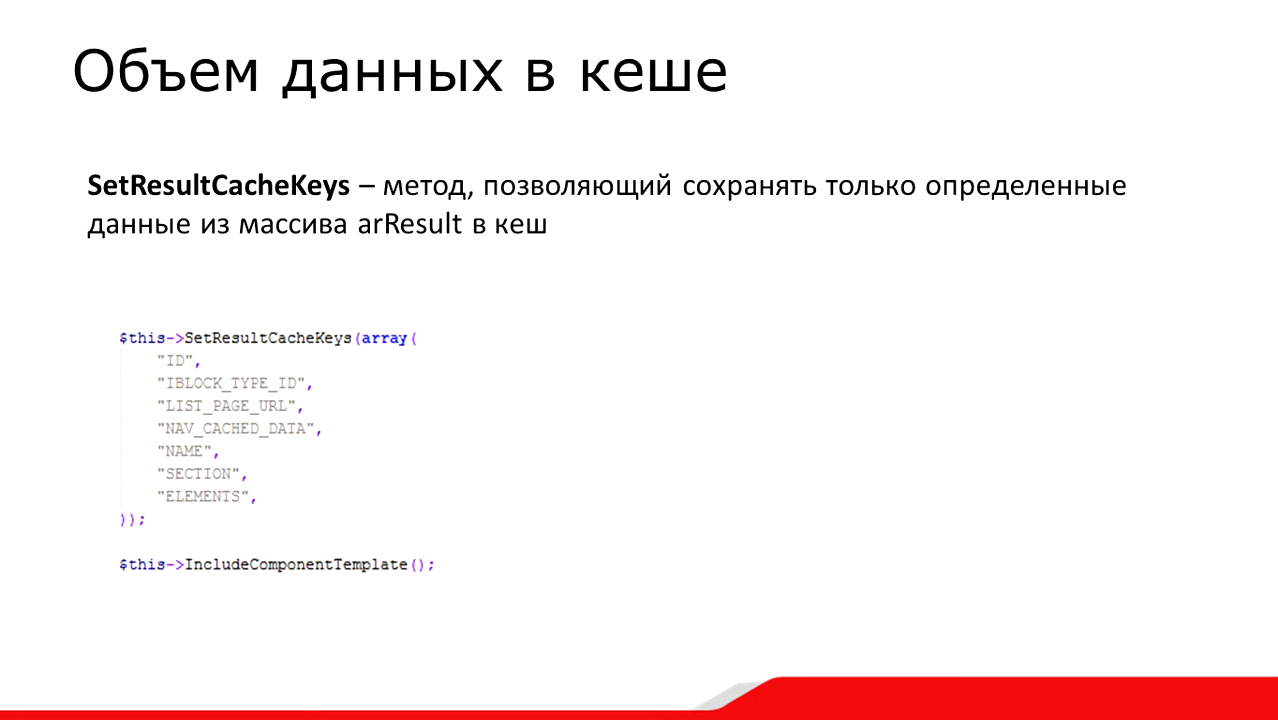 Объем данных в кеше
SetResultCacheKeys – метод, позволяющий сохранять только определенные
данные из массива arResult в кеш
$this->SetResultCacheKeys(array(
"ID",
"IBLOCK_TYPE_ID",
"LIST_PAGE_URL",
"NAV_CACHED_DATA",
"NAME",
"SECTION",
"ELEMENTS",
));
$this->IncludeComponentTemplate();